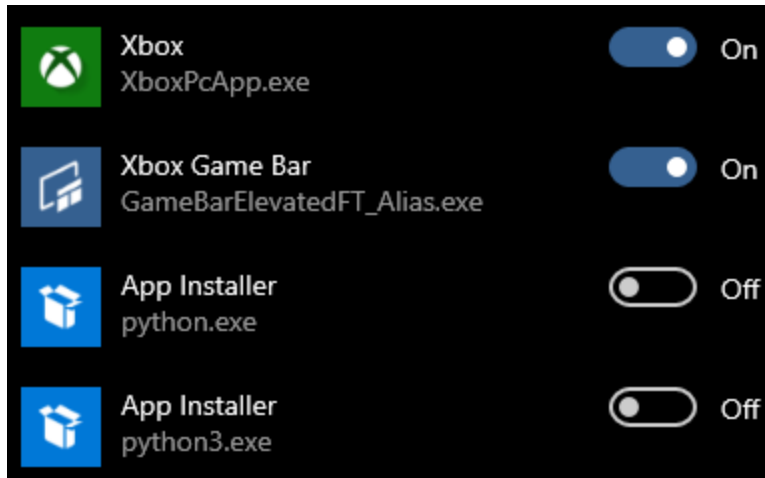 Xbox
On
XboxPcApp.exe
Xbox Game Bar
On
GameBarElevatedFT_Alias.exe
App Installer
Off
python.exe
App Installer
Off
python3.exe